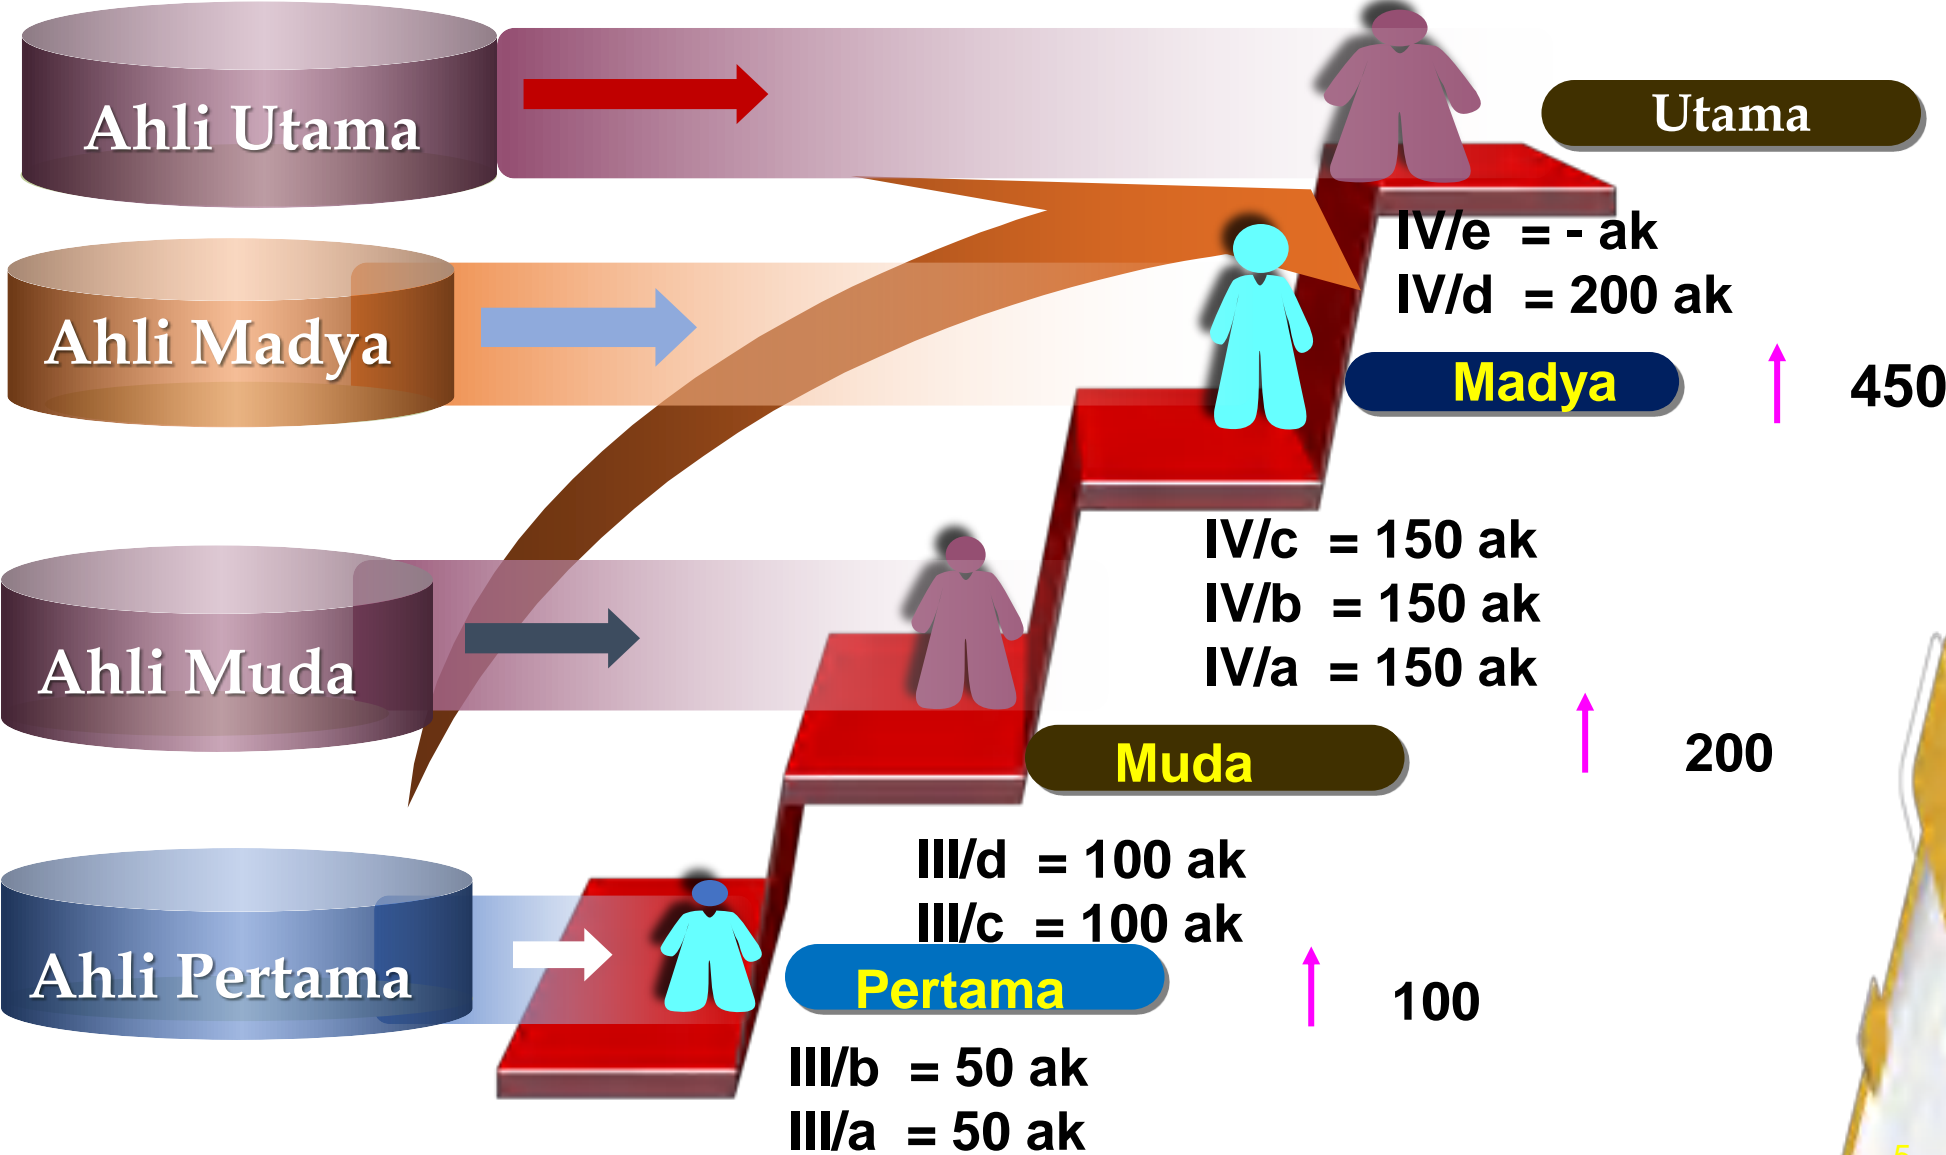 Ahli Utama
Utama
IV/e = - ak
IV/d = 200 ak
Ahli Madya
Madya
450
IV/c = 150 ak
IV/b = 150 ak
IV/a = 150 ak
Ahli Muda
Muda
200
III/d = 100 ak
III/c = 100 ak
Ahli Pertama
Pertama
100
III/b = 50 ak
III/a = 50 ak
5